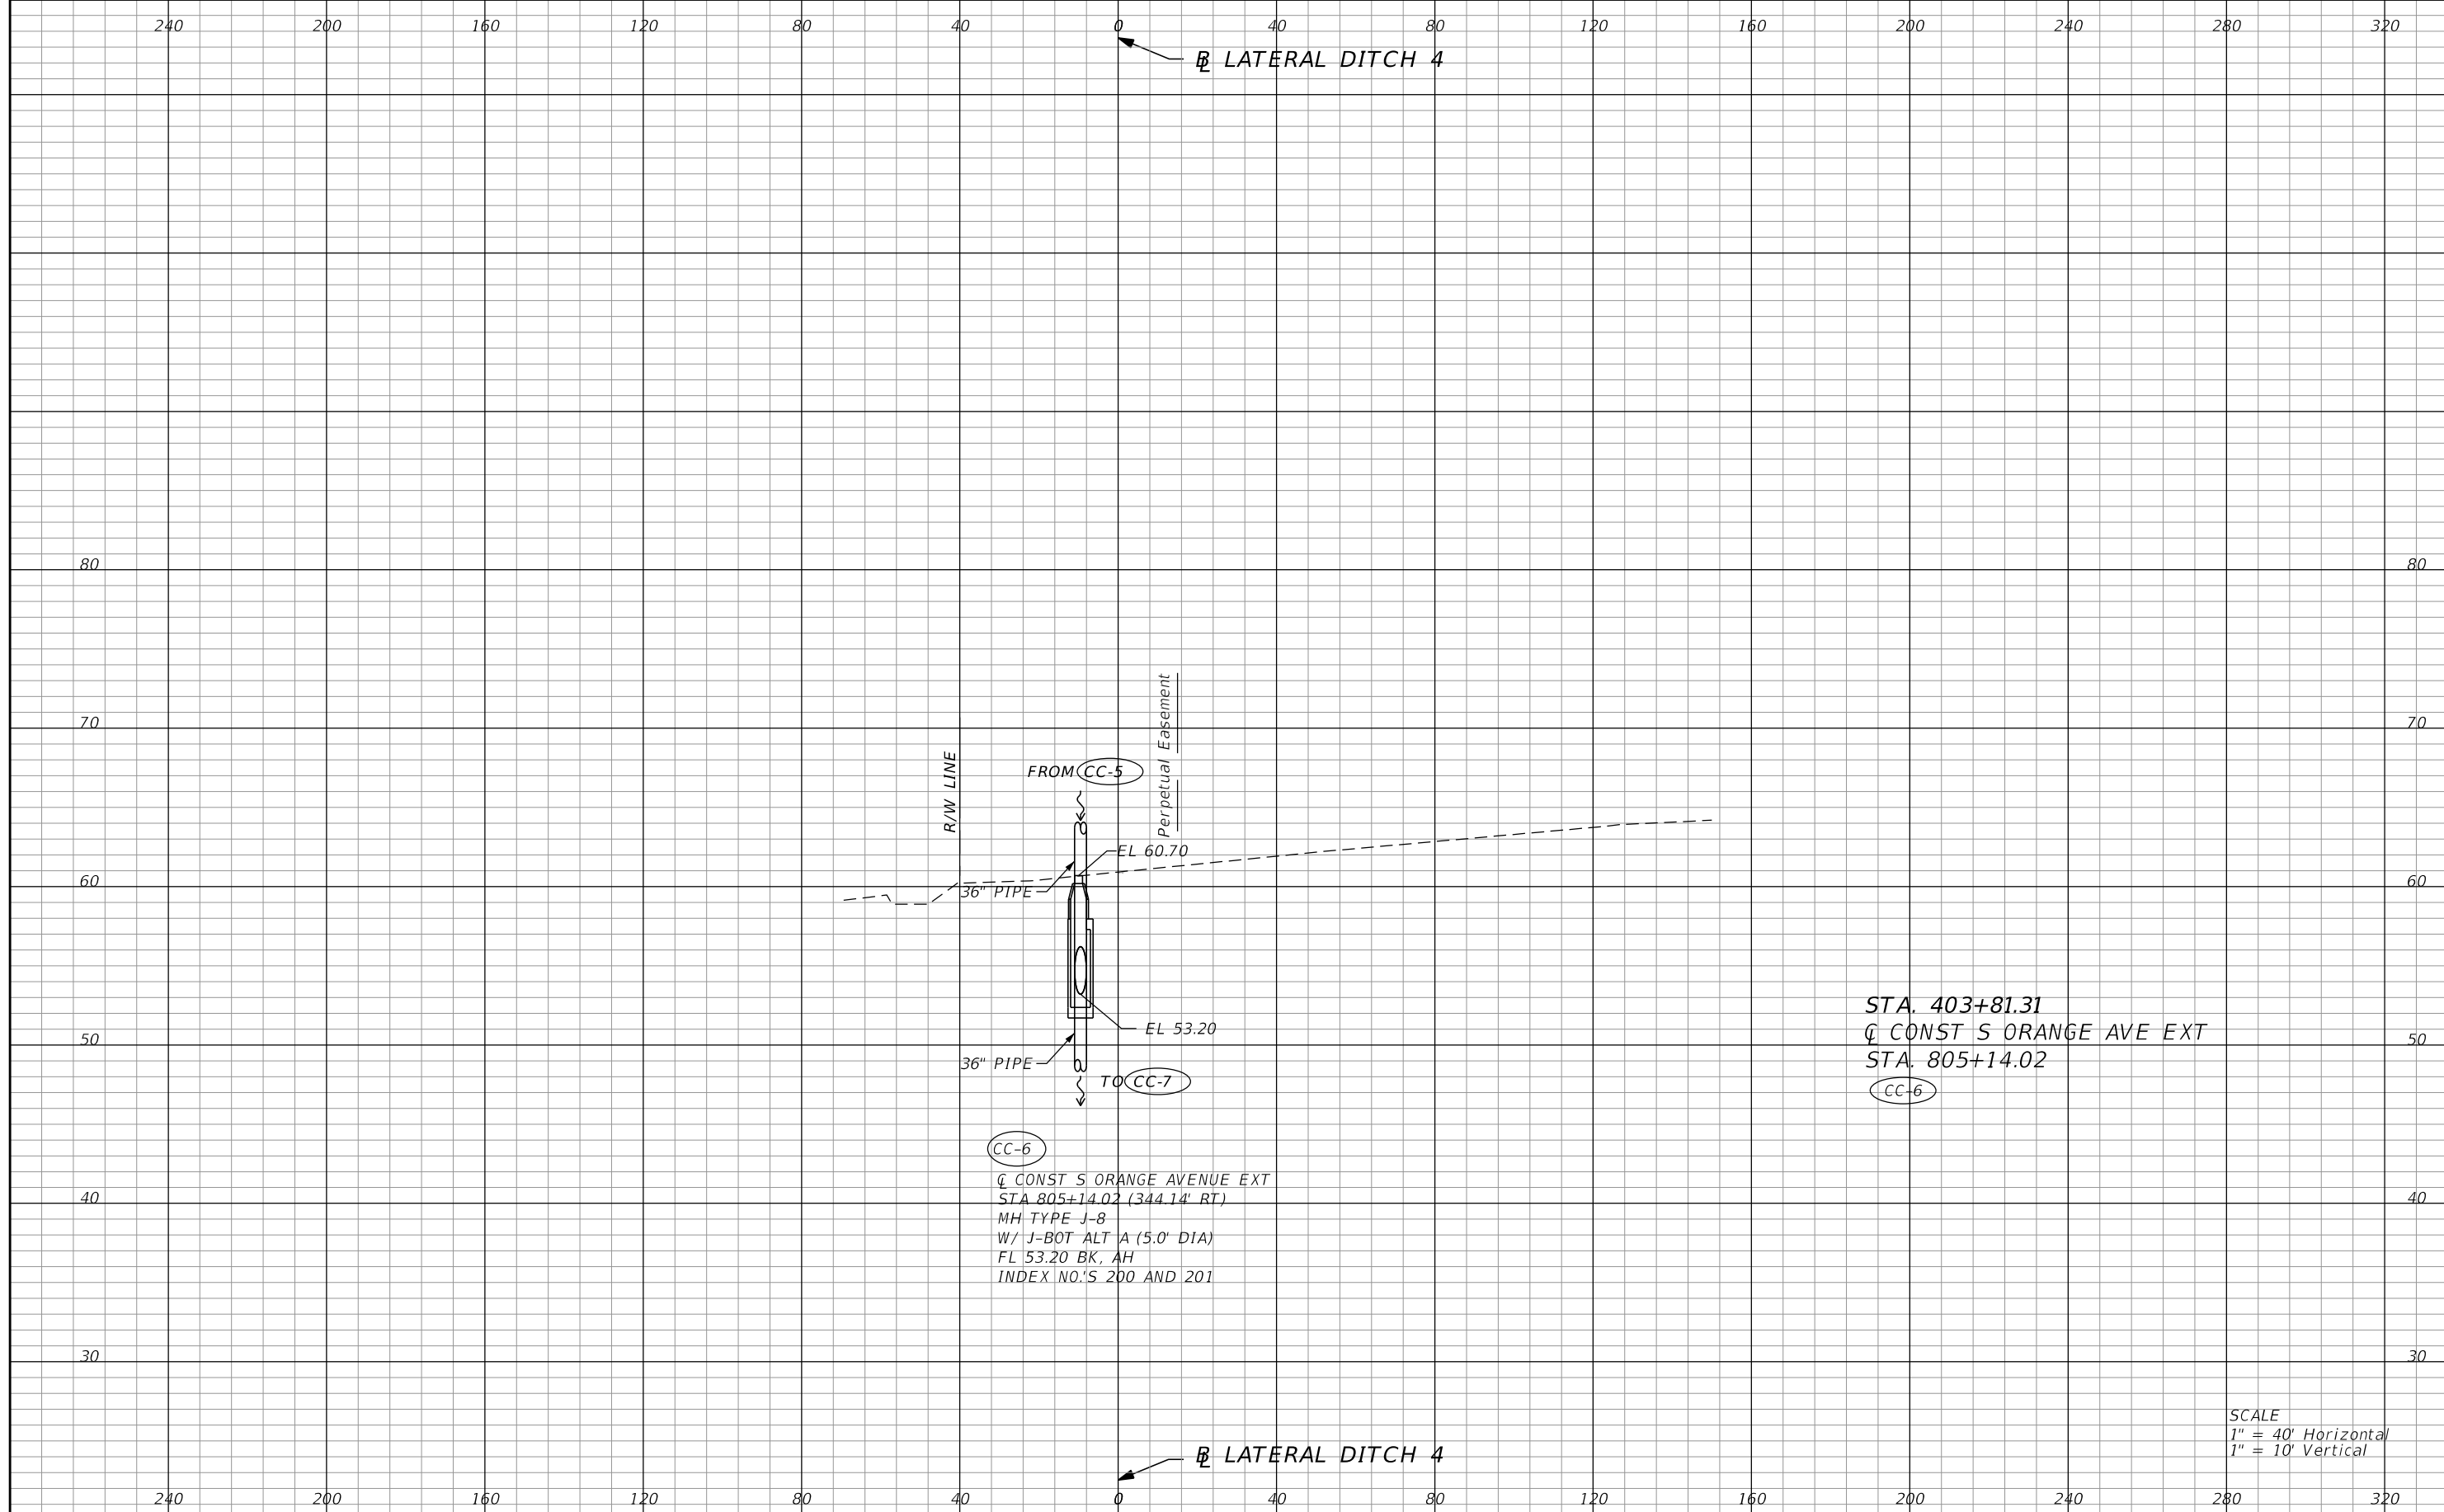 240 200 160 120 80 40 0 40 80 120 160 200 240 280 320
℄ LATERAL DITCH 4
80 80
70 70
Perpetual Easement
R/W LINE
FROM CC-5
EL 60.70
60 60
36" PIPE
STA. 403+81.31
EL 53.20
℄ CONST S ORANGE AVE EXT
50 50
STA. 805+14.02
36" PIPE
TO CC-7
CC-6
CC-6
℄ CONST S ORANGE AVENUE EXT
STA 805+14.02 (344.14' RT)
40 40
MH TYPE J-8
W/ J-BOT ALT A (5.0' DIA)
FL 53.20 BK, AH
INDEX NO.'S 200 AND 201
30 30
SCALE
1" = 40' Horizontal
1" = 10' Vertical
BL LATERAL DITCH 4
240 200 160 120 80 40 0 40 80 120 160 200 240 280 320